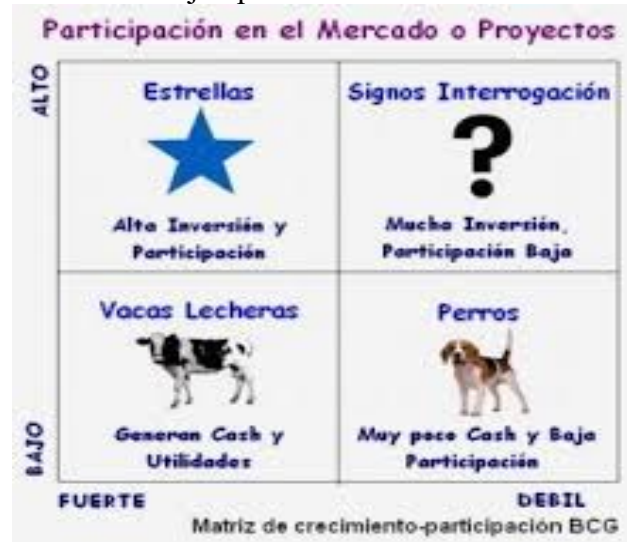 Participación en el Mercado o Proyectos
ALTO
Estrellas
Signos Interrogación
?
Alta Inversión y
Participación
Mucha Inversión,
Participación Baja
Vacas Lecheras
Perros
Generan Cash y
Utilidades
Muy poco Cash y Baja
Participación
BAJO
FUERTE
DEBIL
Matriz de crecimiento-participación BCG